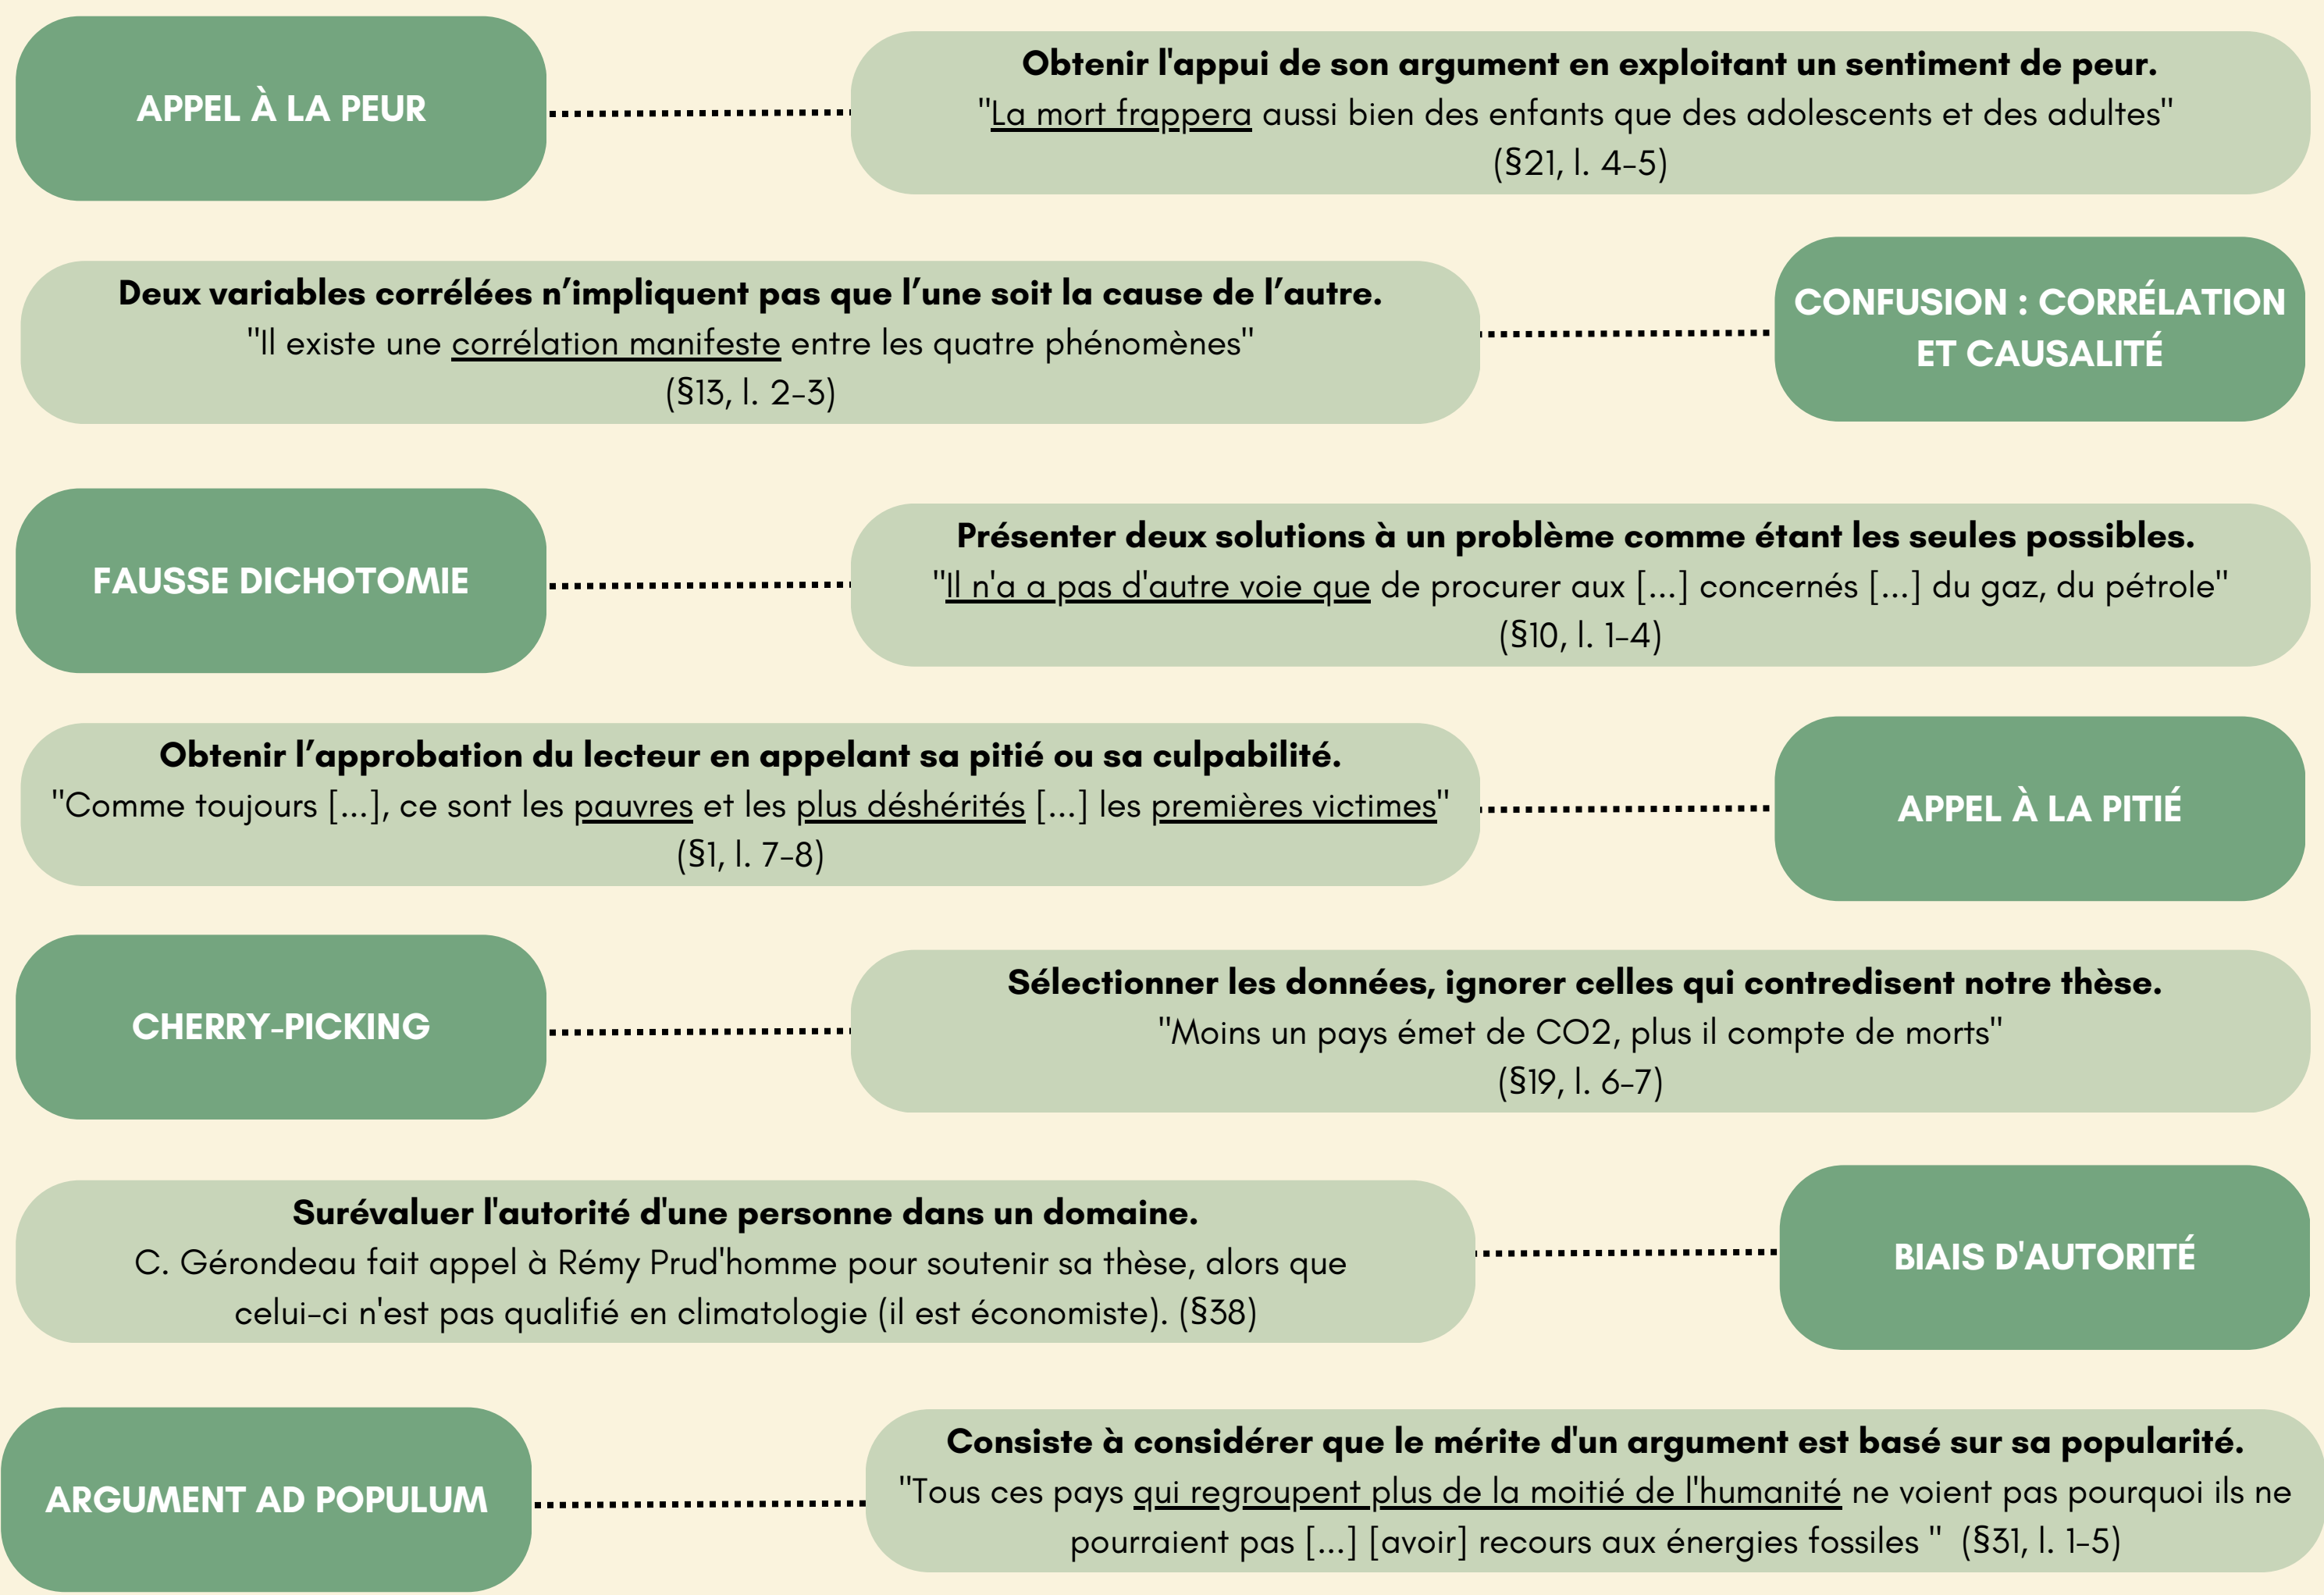 APPEL À LA PEUR
Obtenir l'appui de son argument en exploitant un sentiment de peur.
"La mort frappera aussi bien des enfants que des adolescents et des adultes"
(§21, l. 4-5)
Deux variables corrélées n’impliquent pas que l’une soit la cause de l’autre.
"Il existe une corrélation manifeste entre les quatre phénomènes"
(§13, l. 2-3)
CONFUSION : CORRÉLATION
ET CAUSALITÉ
FAUSSE DICHOTOMIE
Présenter deux solutions à un problème comme étant les seules possibles.
"Il n'a a pas d'autre voie que de procurer aux [...] concernés [...] du gaz, du pétrole"
(§10, l. 1-4)
Obtenir l’approbation du lecteur en appelant sa pitié ou sa culpabilité.
"Comme toujours [...], ce sont les pauvres et les plus déshérités [...] les premières victimes"
(§1, l. 7-8)
APPEL À LA PITIÉ
CHERRY-PICKING
Sélectionner les données, ignorer celles qui contredisent notre thèse.
"Moins un pays émet de CO2, plus il compte de morts"
(§19, l. 6-7)
Surévaluer l'autorité d'une personne dans un domaine.
C. Gérondeau fait appel à Rémy Prud'homme pour soutenir sa thèse, alors que
celui-ci n'est pas qualifié en climatologie (il est économiste). (§38)
BIAIS D'AUTORITÉ
ARGUMENT AD POPULUM
Consiste à considérer que le mérite d'un argument est basé sur sa popularité.
"Tous ces pays qui regroupent plus de la moitié de l'humanité ne voient pas pourquoi ils ne
pourraient pas [...] [avoir] recours aux énergies fossiles " (§31, l. 1-5)